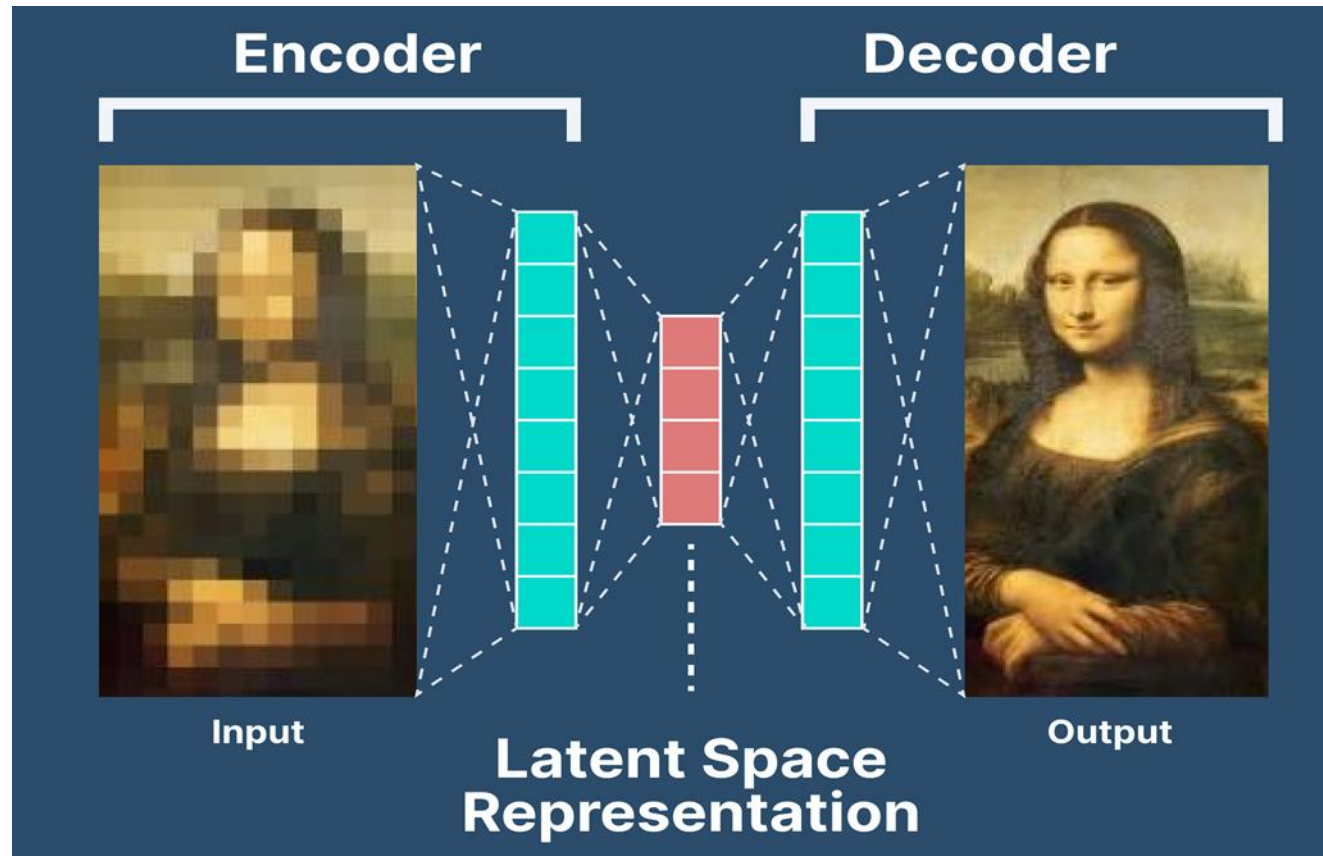 Encoder
Decoder
Input
Output
Latent Space
Representation